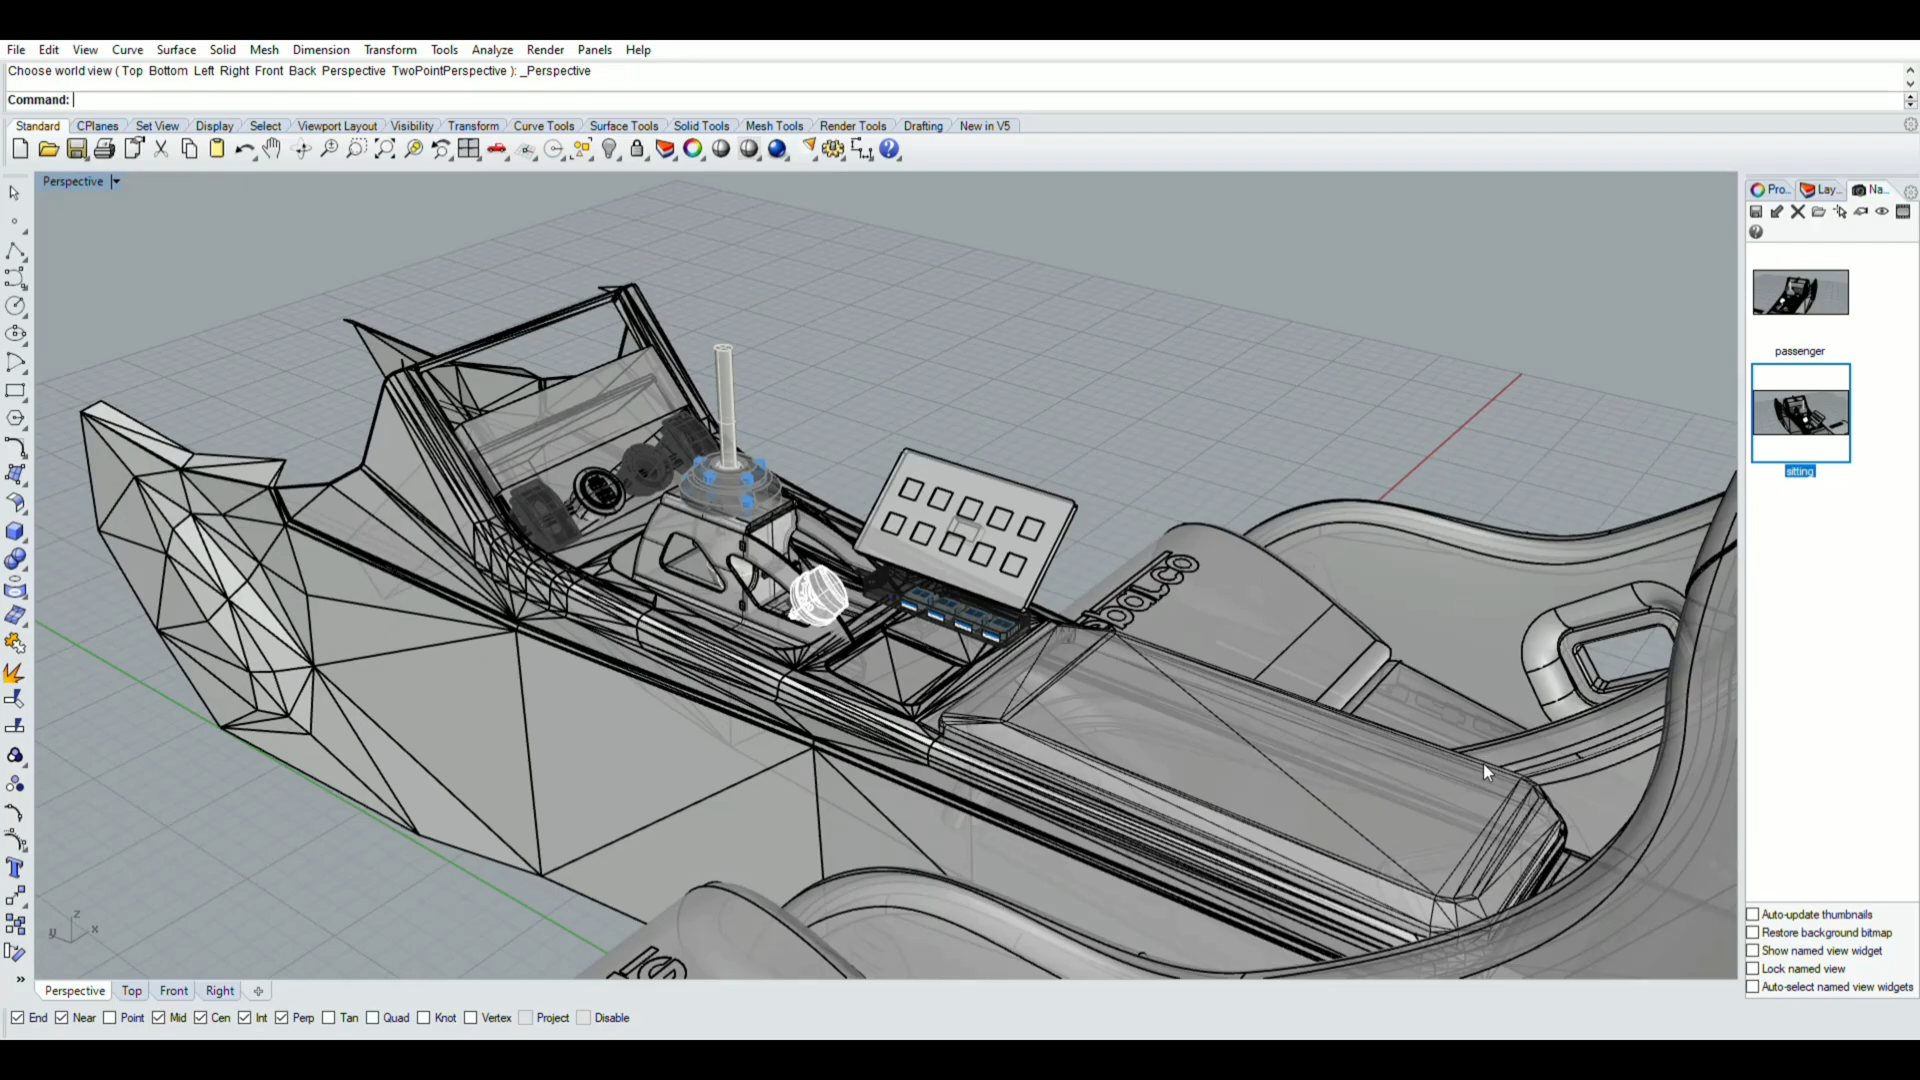 File Edit View Curve Surface Solid Mesh Dimension Transform Tools Analyze Render Panels Help
Choose world view ( Top Bottom Left Right Front Back Perspective TwoPointPerspective ): _Perspective
Command:
Standard CPlanes Set View Display Select Viewport Layout Visibility Transform Curve Tools Surface Tools Solid Tools Mesh Tools Render Tools Drafting New in V5
Perspective
Pro... Lay... Na...
passenger
sitting
sparco
z
y x
Auto-update thumbnails
Restore background bitmap
Show named view widget
Lock named view
Auto-select named view widgets
Perspective Top Front Right
End Near Point Mid Cen Int Perp Tan Quad Knot Vertex Project Disable